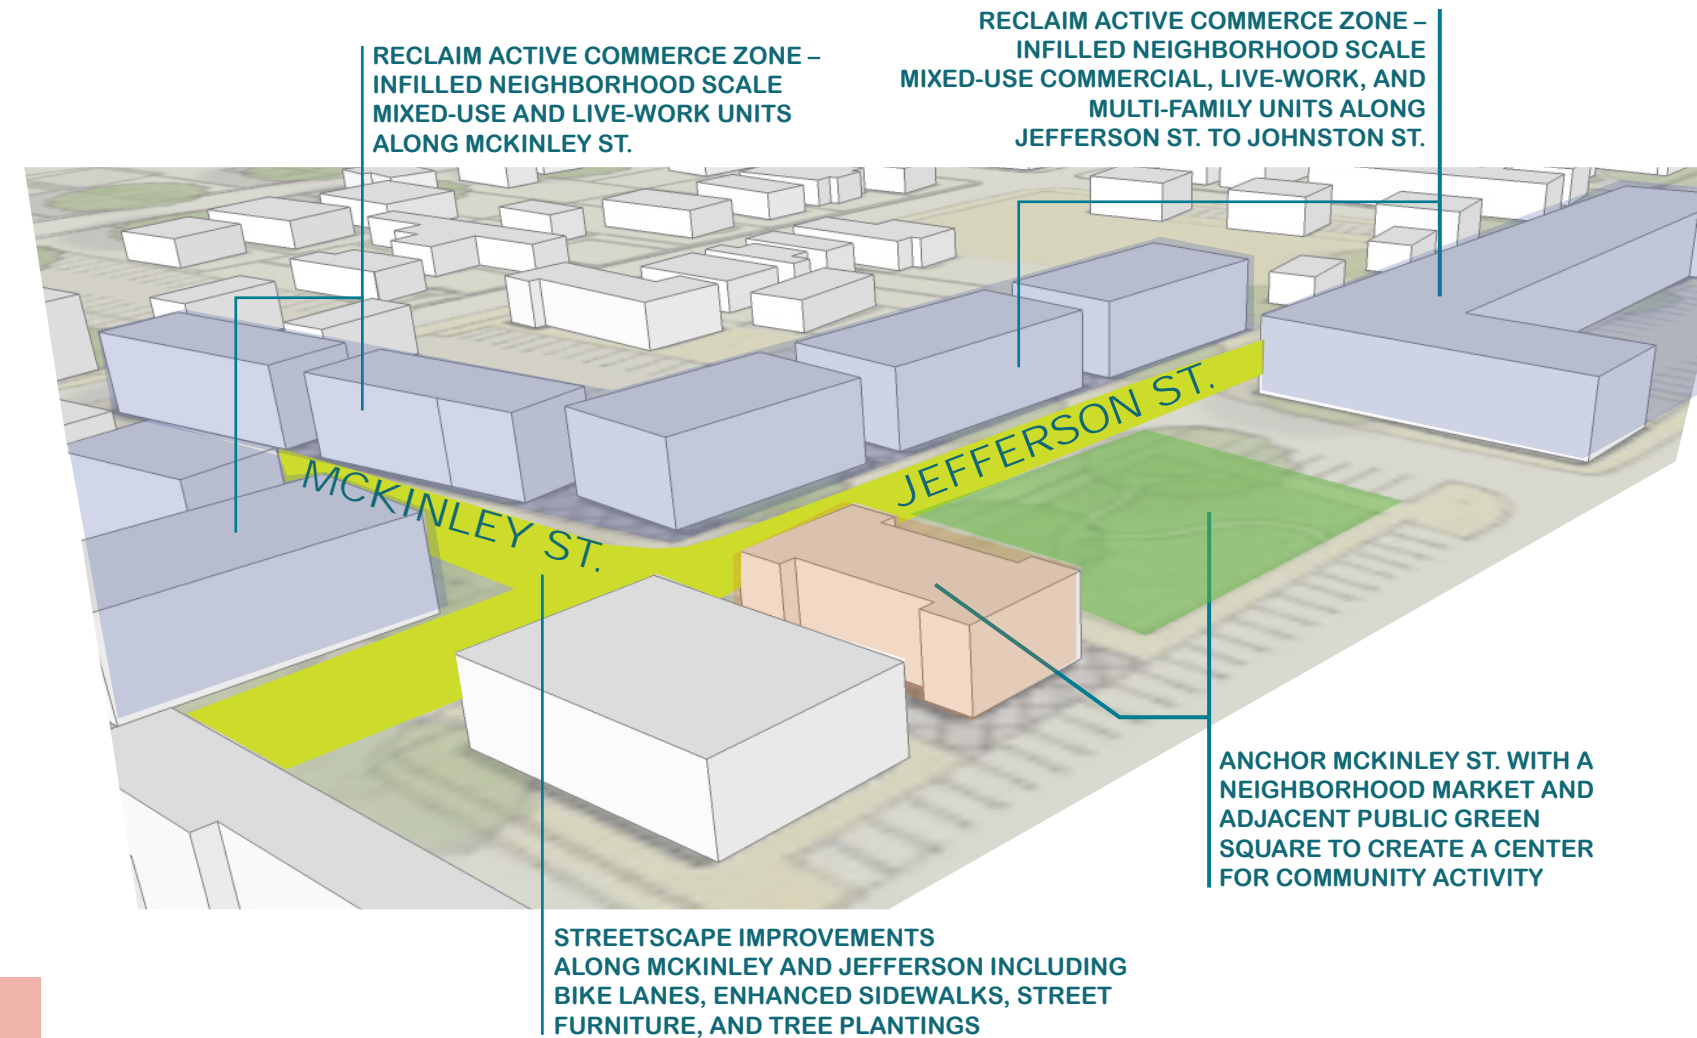 RECLAIM ACTIVE COMMERCE ZONE –
INFILLED NEIGHBORHOOD SCALE
MIXED-USE AND LIVE-WORK UNITS
ALONG MCKINLEY ST.
RECLAIM ACTIVE COMMERCE ZONE –
INFILLED NEIGHBORHOOD SCALE
MIXED-USE COMMERCIAL, LIVE-WORK, AND
MULTI-FAMILY UNITS ALONG
JEFFERSON ST. TO JOHNSTON ST.
MCKINLEY ST.
JEFFERSON ST.
ANCHOR MCKINLEY ST. WITH A
NEIGHBORHOOD MARKET AND
ADJACENT PUBLIC GREEN
SQUARE TO CREATE A CENTER
FOR COMMUNITY ACTIVITY
STREETSCAPE IMPROVEMENTS
ALONG MCKINLEY AND JEFFERSON INCLUDING
BIKE LANES, ENHANCED SIDEWALKS, STREET
FURNITURE, AND TREE PLANTINGS